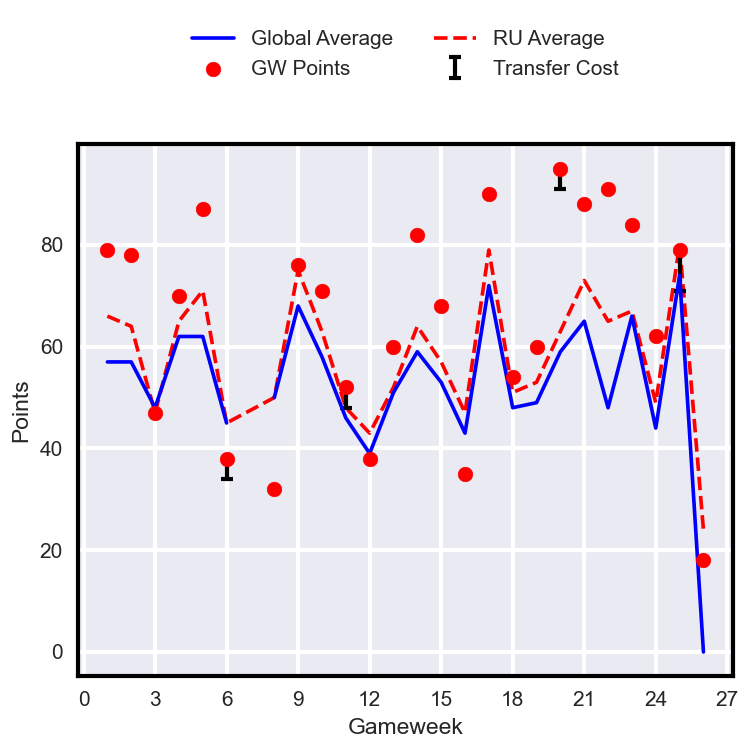 Global Average RU Average
GW Points Transfer Cost
80
60
40
20
0
Points
0 3 6 9 12 15 18 21 24 27
Gameweek